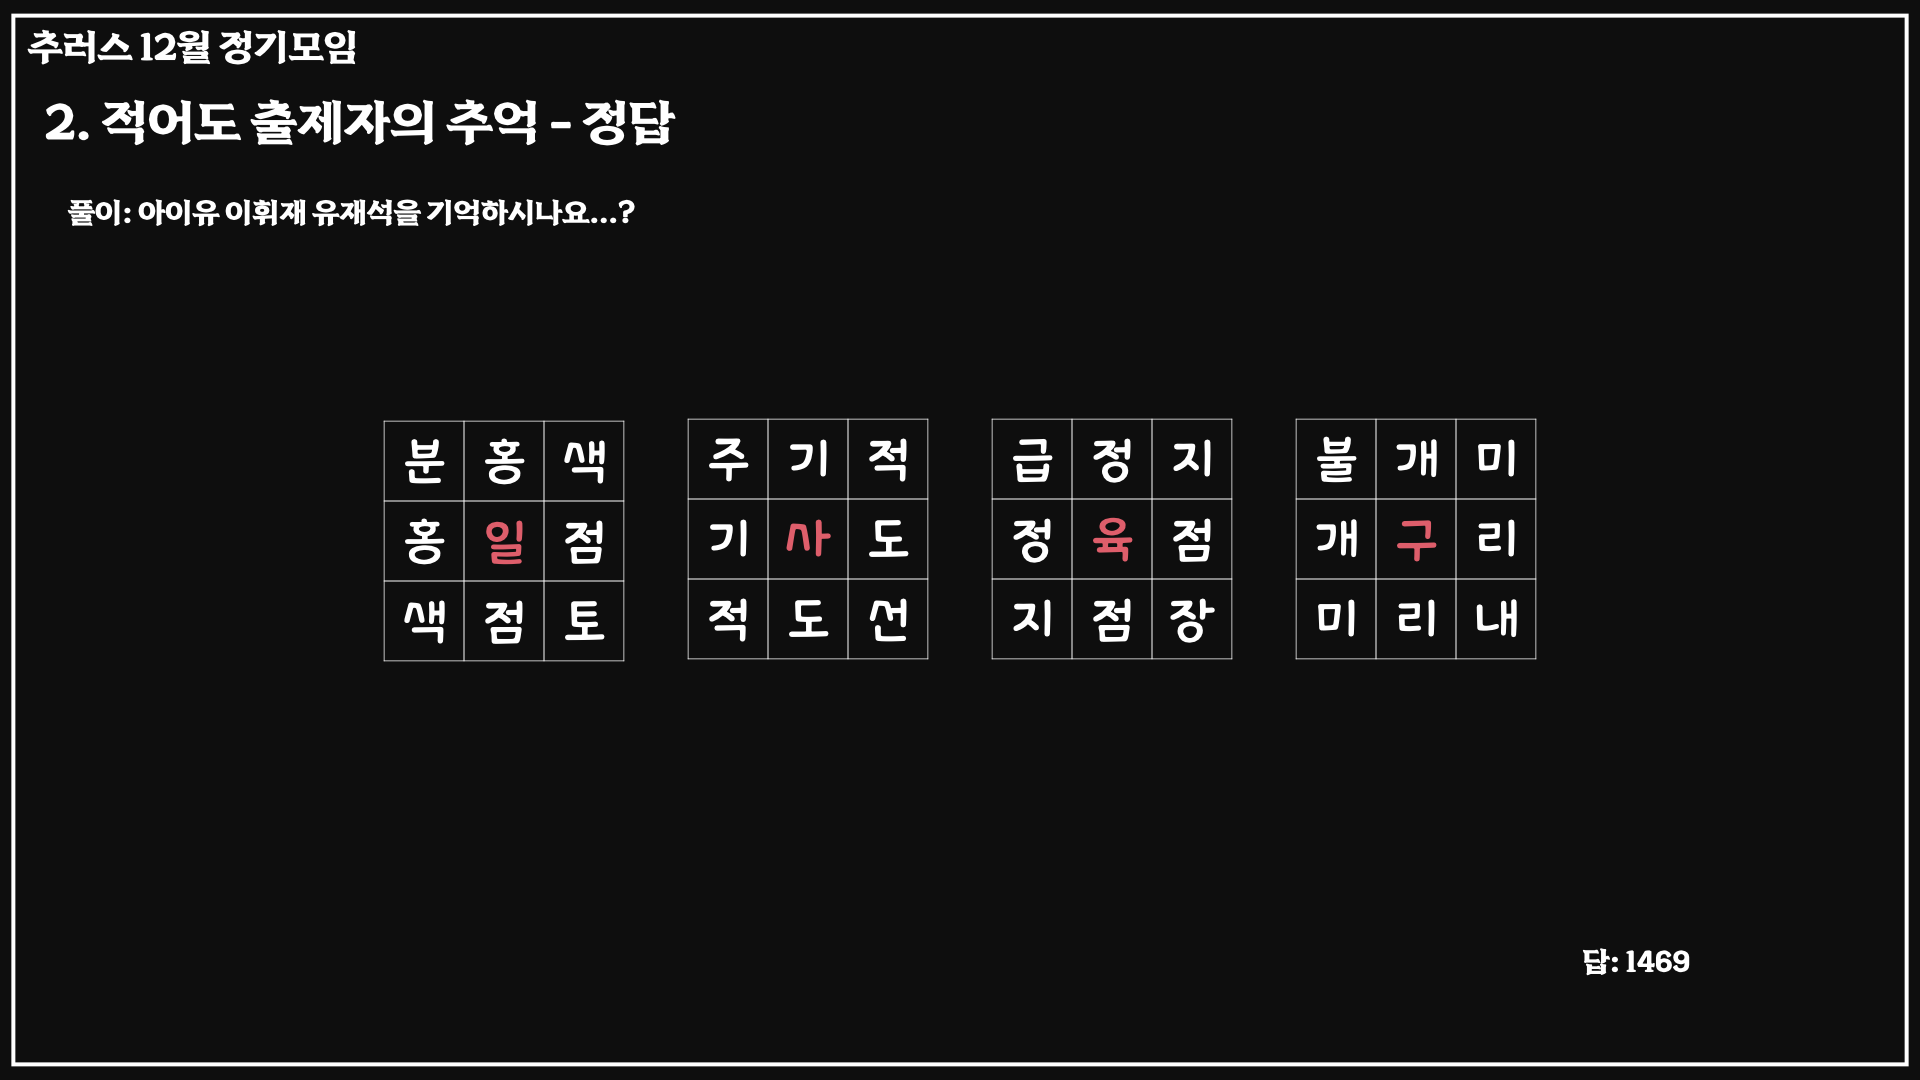 추러스 12월 정기모임
2. 적어도 출제자의 추억 - 정답
풀이: 아이유 이휘재 유재석을 기억하시나요...?
분 홍 색
홍 일 점
색 점 토
주 기 적
기 사 도
적 도 선
급 정 지
정 육 점
지 점 장
불 개 미
개 구 리
미 리 내
답: 1469